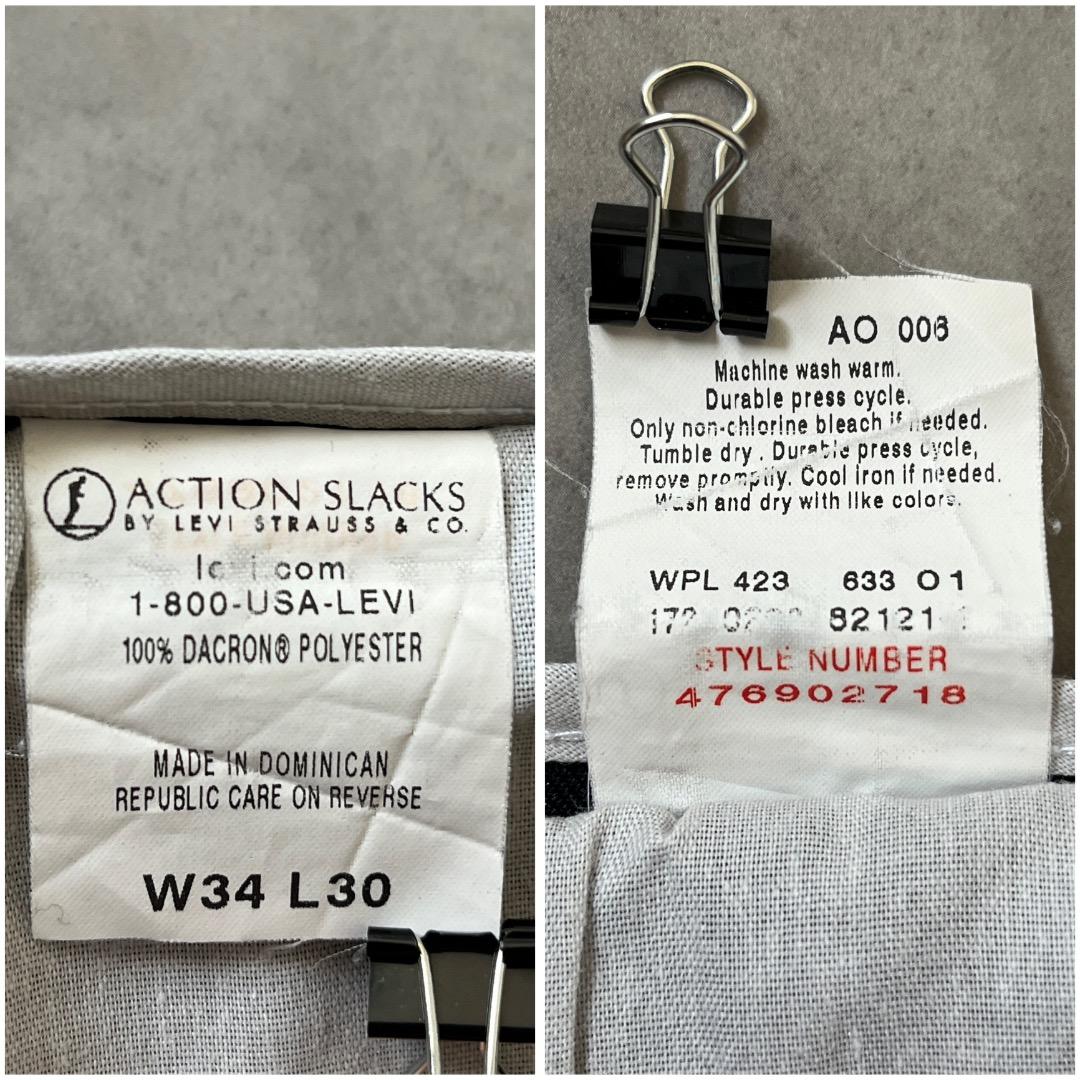 ACTION SLACKS
BY LEVI STRAUSS & CO.
1-800-USA-LEVI
100% DACRON® POLYESTER
MADE IN DOMINICAN
REPUBLIC CARE ON REVERSE
W34 L30
AO 006
Machine wash warm.
Durable press cycle.
Only non-chlorine bleach if needed.
Tumble dry. Durable press cycle,
remove promptly. Cool iron if needed.
Wash and dry with like colors.
WPL 423 633 O 1
82121
STYLE NUMBER
476902718